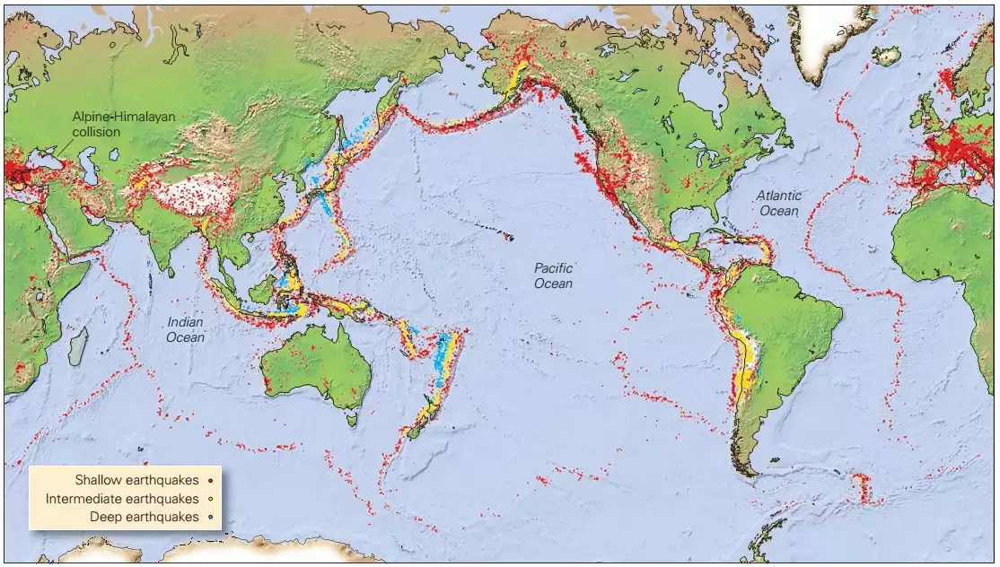 Alpine-Himalayan
collision
Atlantic
Ocean
Pacific
Ocean
Indian
Ocean
Shallow earthquakes
Intermediate earthquakes
Deep earthquakes